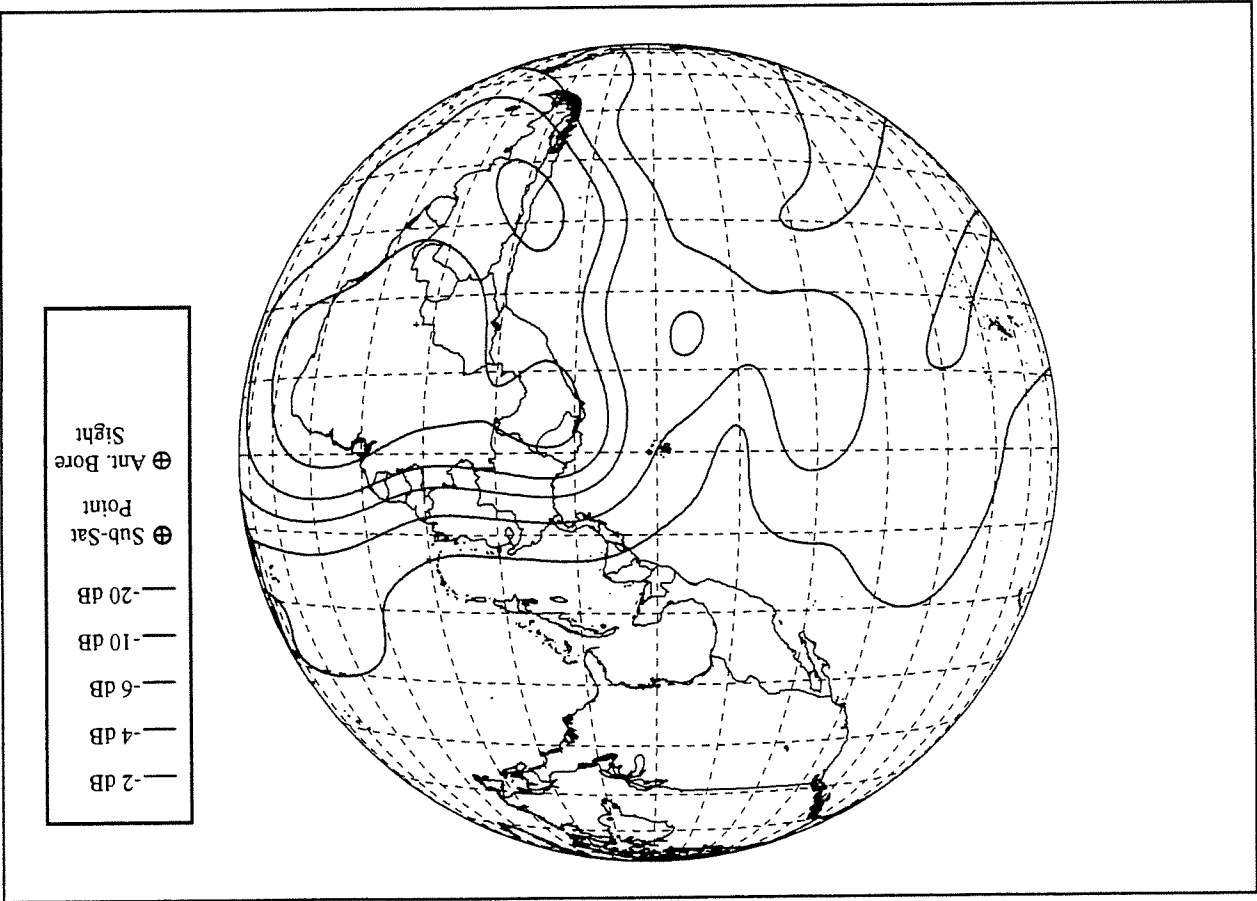 -2 dB
-4 dB
-6 dB
-10 dB
-20 dB
⊕ Sub-Sat
Point
⊕ Ant. Bore
Sight